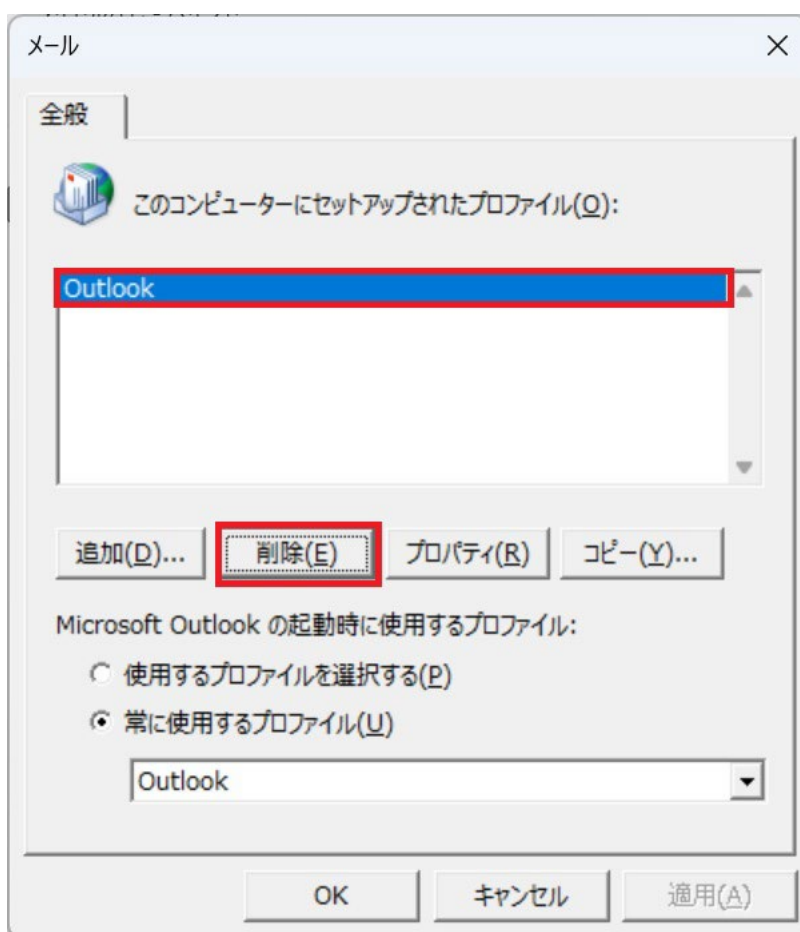 メール
全般
このコンピューターにセットアップされたプロファイル(O):
Outlook
追加(D)... 削除(E) プロパティ(R) コピー(Y)...
Microsoft Outlook の起動時に使用するプロファイル:
使用するプロファイルを選択する(P)
常に使用するプロファイル(U)
Outlook
OK キャンセル 適用(A)